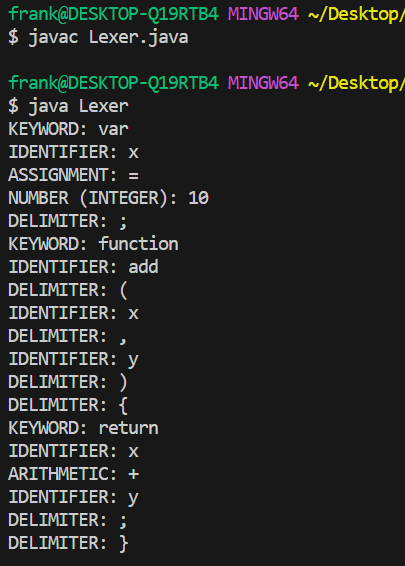 frank@DESKTOP-Q19RTB4 MINGW64 ~/Desktop/
$ javac Lexer.java
frank@DESKTOP-Q19RTB4 MINGW64 ~/Desktop/
$ java Lexer
KEYWORD: var
IDENTIFIER: x
ASSIGNMENT: =
NUMBER (INTEGER): 10
DELIMITER: ;
KEYWORD: function
IDENTIFIER: add
DELIMITER: (
IDENTIFIER: x
DELIMITER: ,
IDENTIFIER: y
DELIMITER: )
DELIMITER: {
KEYWORD: return
IDENTIFIER: x
ARITHMETIC: +
IDENTIFIER: y
DELIMITER: ;
DELIMITER: }